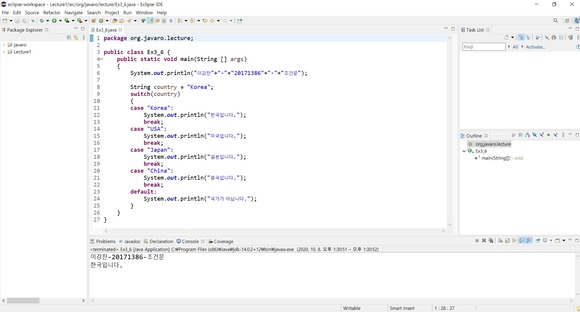 eclipse-workspace - Lecture1/src/org/javaro/lecture/Ex3_6.java - Eclipse IDE
File Edit Source Refactor Navigate Search Project Run Window Help
Package Explorer
javaro
Lecture1
Ex3_6.java
1 package org.javaro.lecture;
2
3 public class Ex3_6 {
4 public static void main(String [] args)
5 {
6 System.out.println("이강찬"+"-"+"20171386"+"-"+"조건문");
7
8 String country = "Korea";
9 switch(country)
10 {
11 case "Korea":
12 System.out.println("한국입니다.");
13 break;
14 case "USA":
15 System.out.println("미국입니다.");
16 break;
17 case "Japan":
18 System.out.println("일본입니다.");
19 break;
20 case "China":
21 System.out.println("중국입니다.");
22 break;
23 default:
24 System.out.println("국가가 아닙니다.");
25 }
26 }
27 }
Task List
Find
All
Activate...
Outline
org.javaro.lecture
Ex3_6
main(String[]) : void
Problems Javadoc Declaration Console Coverage
<terminated> Ex3_6 [Java Application] C:\Program Files (x86)\Java\jdk-14.0.2+12\bin\javaw.exe (2020. 10. 8. 오후 1:30:51 – 오후 1:30:52)
이강찬-20171386-조건문
한국입니다.
Writable
Smart Insert
1 : 28 : 27